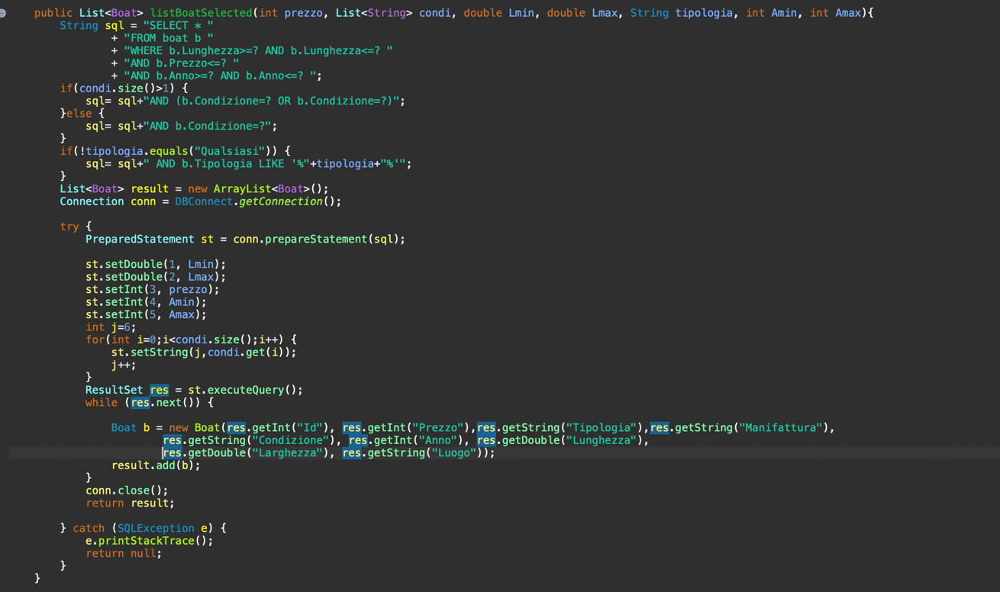 public List<Boat> listBoatSelected(int prezzo, List<String> condi, double Lmin, double Lmax, String tipologia, int Amin, int Amax){
String sql = "SELECT * "
+ "FROM boat b "
+ "WHERE b.Lunghezza>=? AND b.Lunghezza<=? "
+ "AND b.Prezzo<=? "
+ "AND b.Anno>=? AND b.Anno<=? ";
if(condi.size()>1) {
sql= sql+"AND (b.Condizione=? OR b.Condizione=?)";
}else {
sql= sql+"AND b.Condizione=?";
}
if(!tipologia.equals("Qualsiasi")) {
sql= sql+" AND b.Tipologia LIKE '%"+tipologia+"%'";
}
List<Boat> result = new ArrayList<Boat>();
Connection conn = DBConnect.getConnection();
try {
PreparedStatement st = conn.prepareStatement(sql);
st.setDouble(1, Lmin);
st.setDouble(2, Lmax);
st.setInt(3, prezzo);
st.setInt(4, Amin);
st.setInt(5, Amax);
int j=6;
for(int i=0;i<condi.size();i++) {
st.setString(j,condi.get(i));
j++;
}
ResultSet res = st.executeQuery();
while (res.next()) {
Boat b = new Boat(res.getInt("Id"), res.getInt("Prezzo"),res.getString("Tipologia"),res.getString("Manifattura"),
res.getString("Condizione"), res.getInt("Anno"), res.getDouble("Lunghezza"),
res.getDouble("Larghezza"), res.getString("Luogo"));
result.add(b);
}
conn.close();
return result;
} catch (SQLException e) {
e.printStackTrace();
return null;
}
}